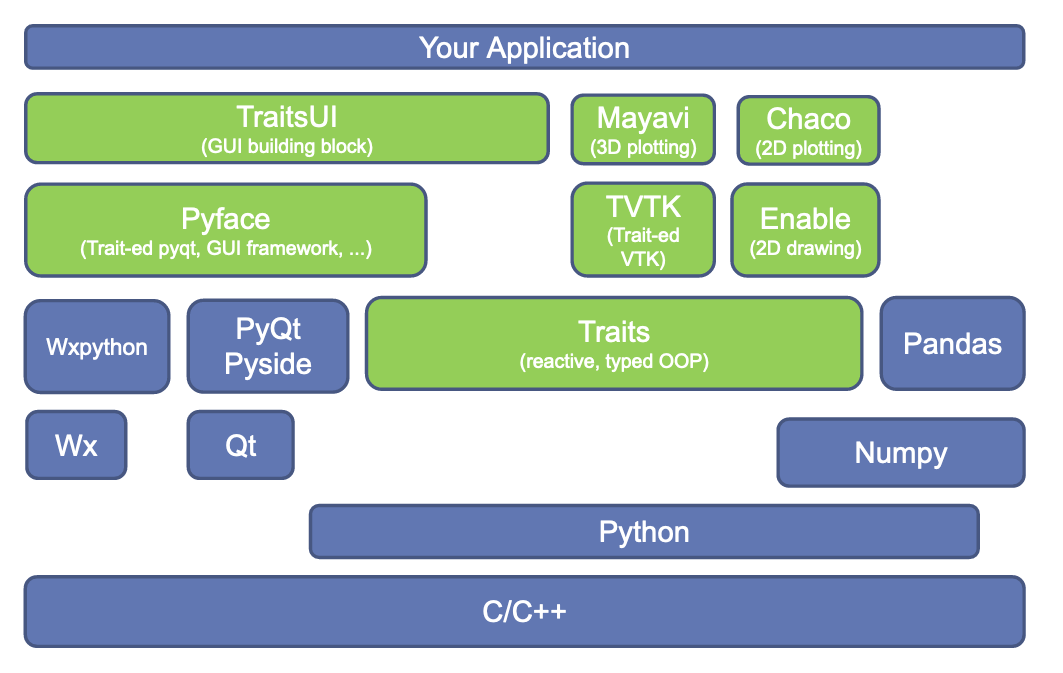 Your Application
TraitsUI
(GUI building block)
Mayavi
(3D plotting)
Chaco
(2D plotting)
Pyface
(Trait-ed pyqt, GUI framework, ...)
TVTK
(Trait-ed
VTK)
Enable
(2D drawing)
Wxpython
PyQt
Pyside
Traits
(reactive, typed OOP)
Pandas
Wx
Qt
Numpy
Python
C/C++